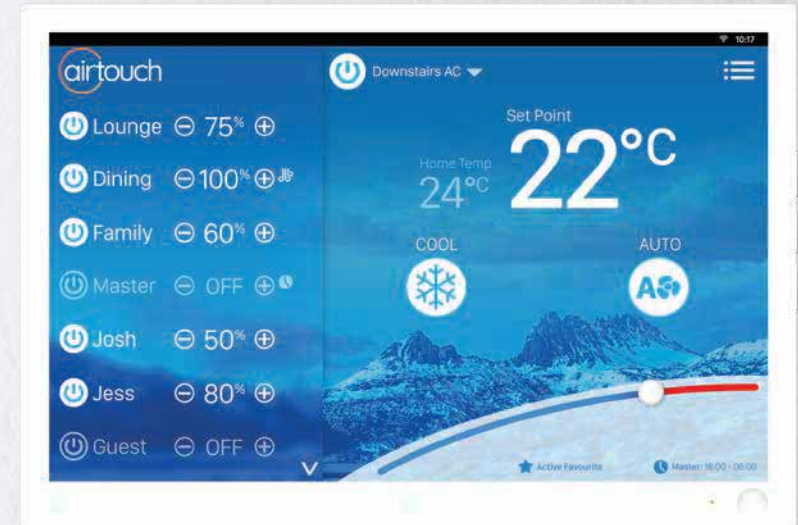 10:17
airtouch
Downstairs AC
Lounge 75%
Dining 100%
Family 60%
Master OFF
Josh 50%
Jess 80%
Guest OFF
Set Point
22°C
Home Temp
24°C
COOL
AUTO
A
Active Favourite
Master: 16:00 - 06:00